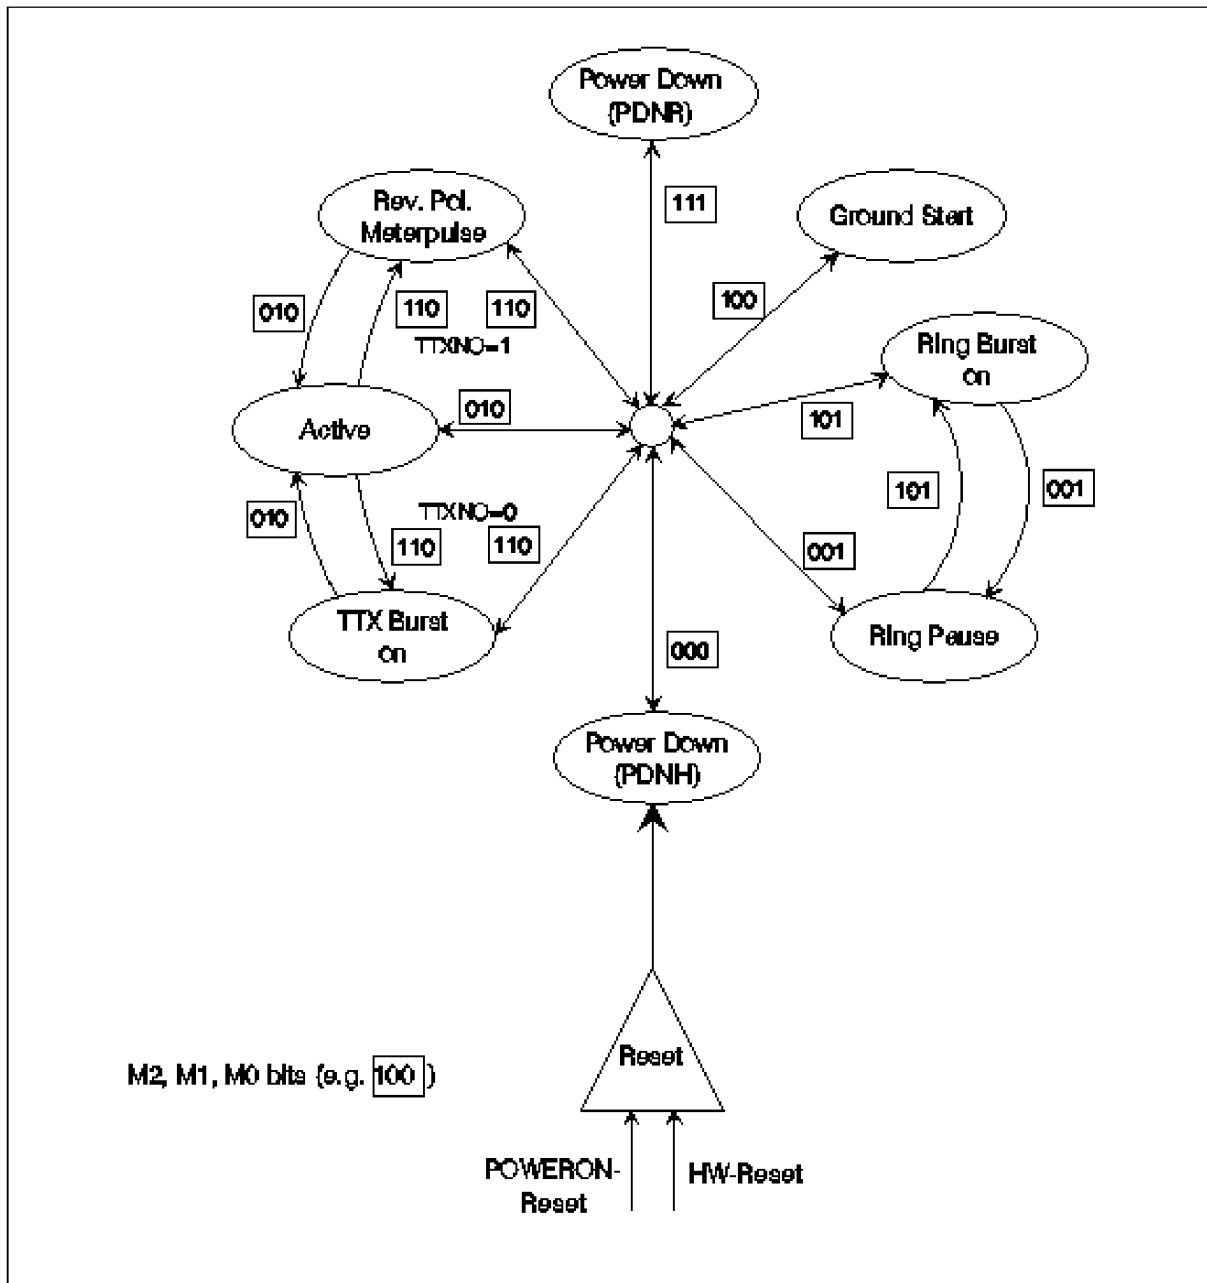 Power Down
(PDNR)
Rev. Pol.
Meterpulse
111
Ground Start
010
110
110
TTXNO=1
100
Ring Burst
on
Active
010
101
010
TTXNO=0
110
110
101
001
001
TTX Burst
on
000
Ring Pause
Power Down
(PDNH)
Reset
M2, M1, M0 bits (e.g. 100 )
POWERON-
Reset
HW-Reset